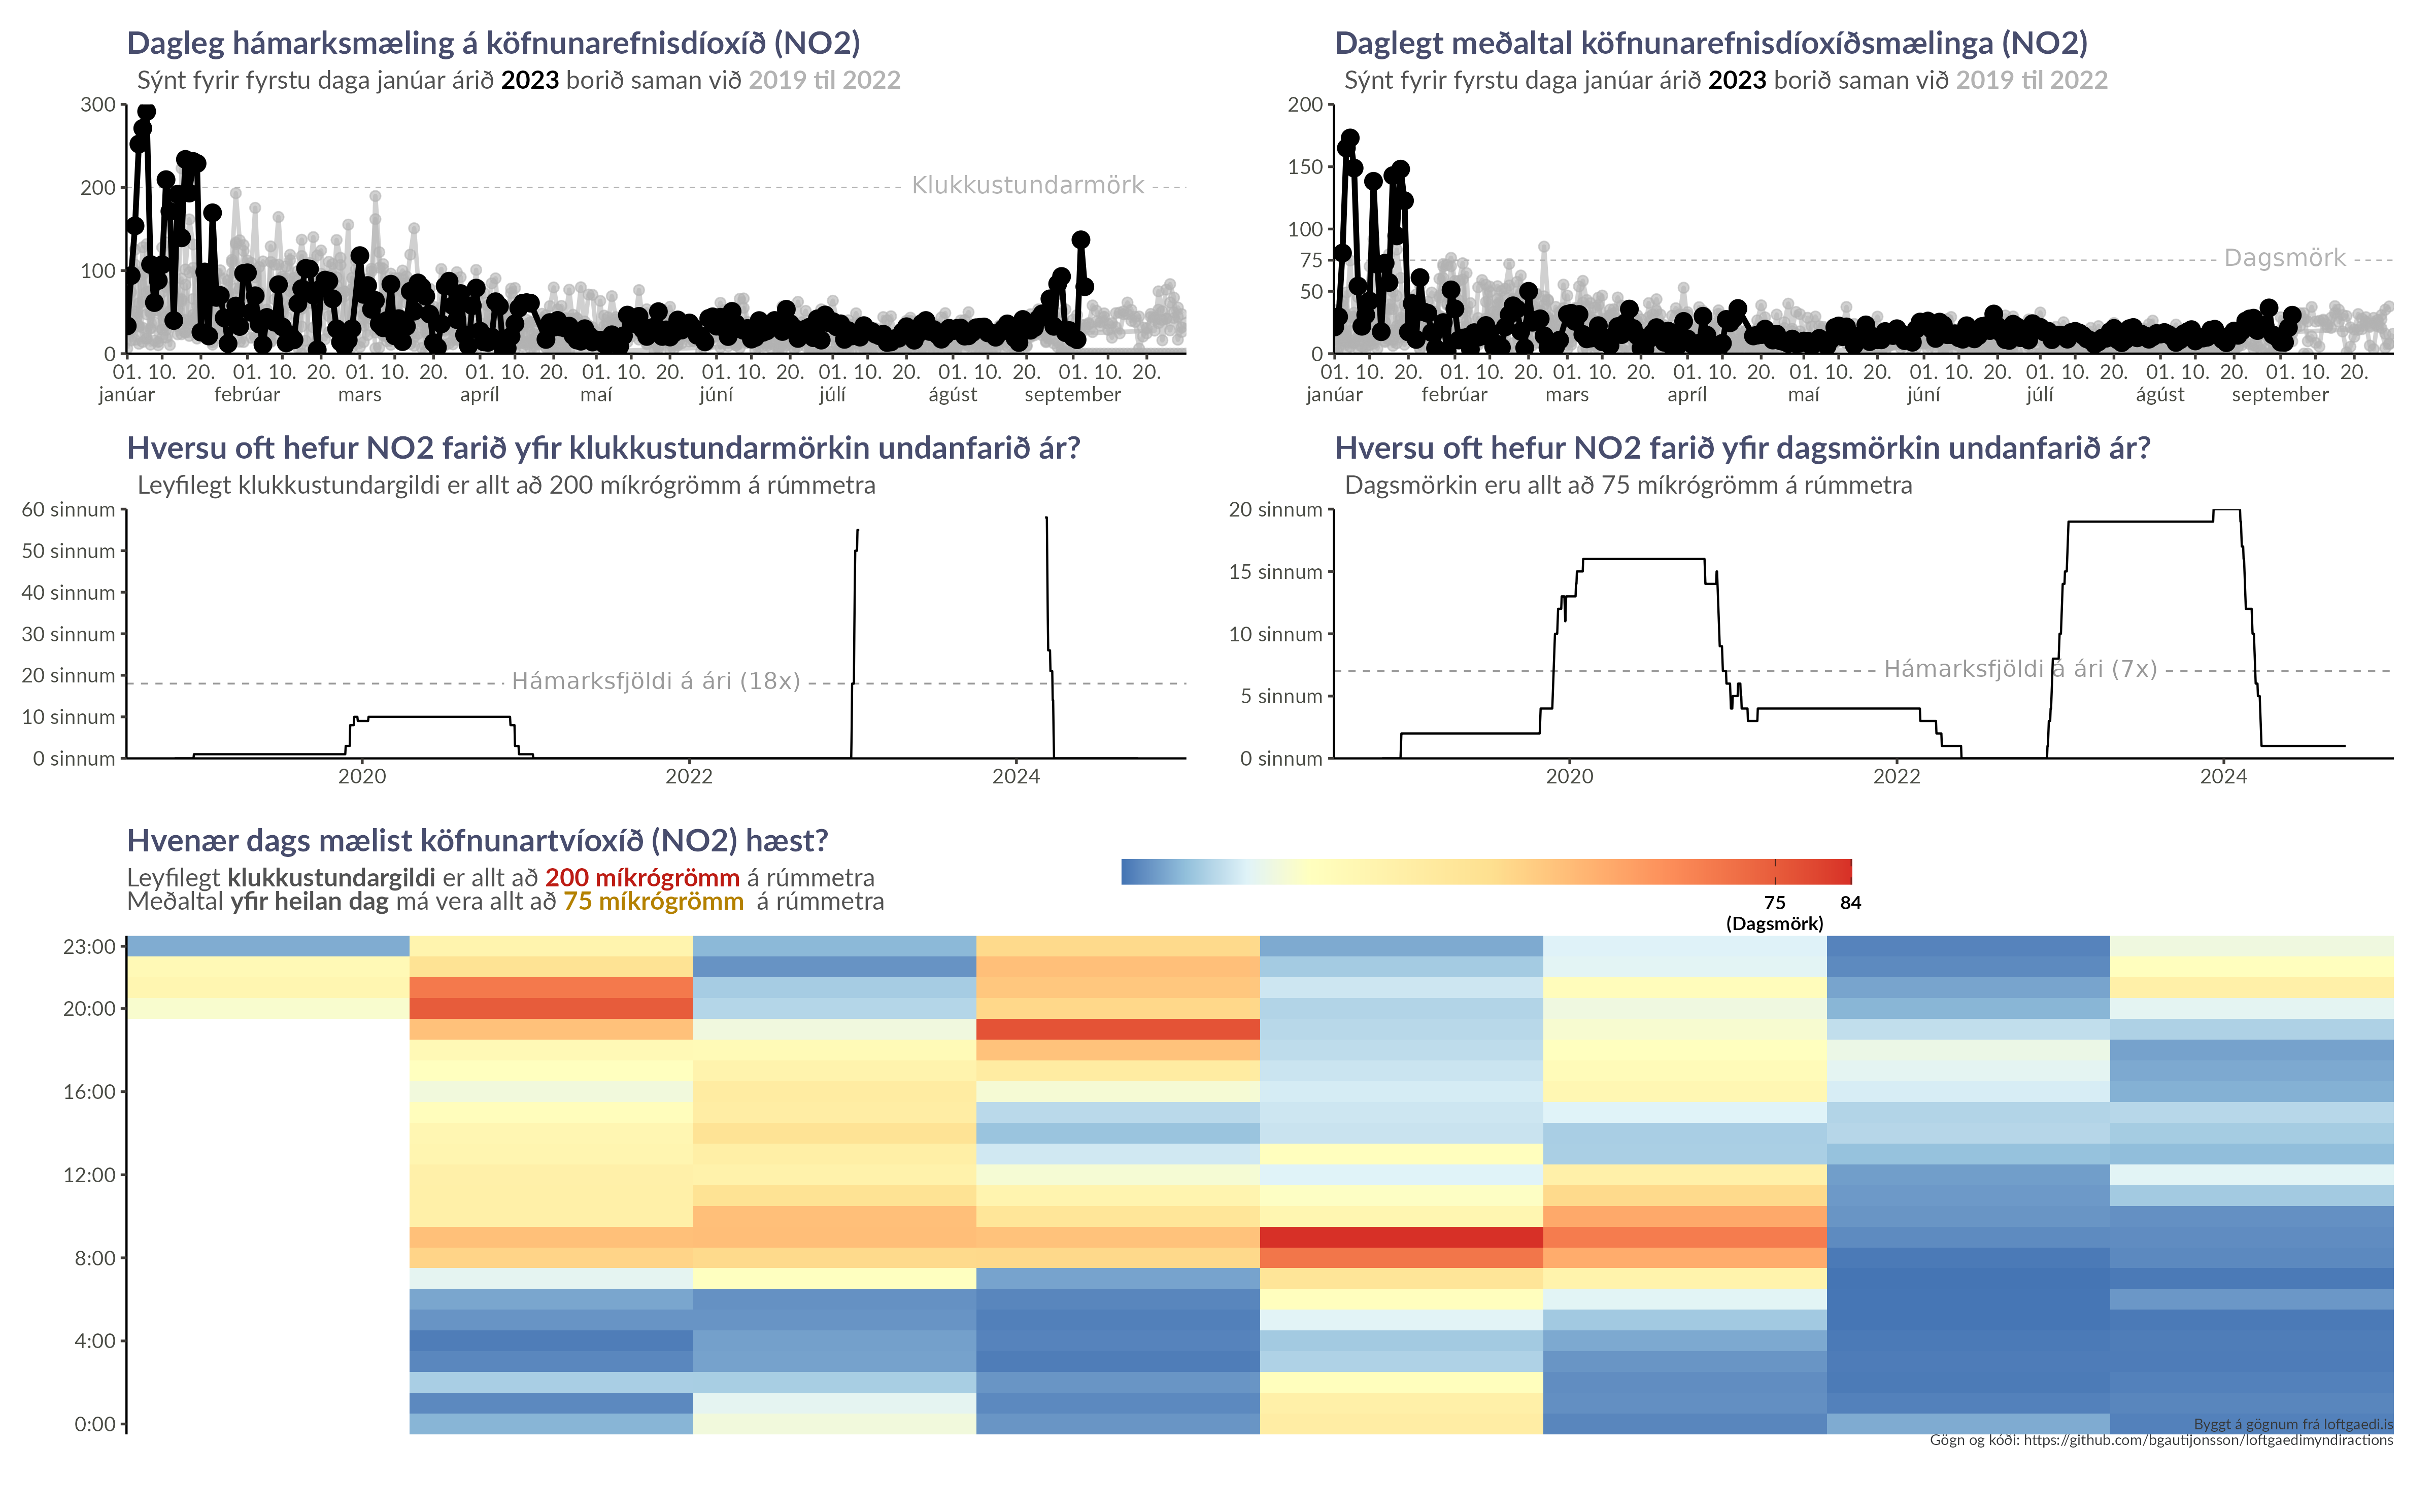 Dagleg hámarksmæling á köfnunarefnisdíoxíð (NO2)
Sýnt fyrir fyrstu daga janúar árið 2023 borið saman við 2019 til 2022
300
200
100
0
Klukkustundarmörk
01. 10. 20. 01. 10. 20. 01. 10. 20. 01. 10. 20. 01. 10. 20. 01. 10. 20. 01. 10. 20. 01. 10. 20. 01. 10. 20.
janúar febrúar mars apríl maí júní júlí ágúst september
Daglegt meðaltal köfnunarefnisdíoxíðsmælinga (NO2)
Sýnt fyrir fyrstu daga janúar árið 2023 borið saman við 2019 til 2022
200
150
100
75
50
0
Dagsmörk
01. 10. 20. 01. 10. 20. 01. 10. 20. 01. 10. 20. 01. 10. 20. 01. 10. 20. 01. 10. 20. 01. 10. 20. 01. 10. 20.
janúar febrúar mars apríl maí júní júlí ágúst september
Hversu oft hefur NO2 farið yfir klukkustundarmörkin undanfarið ár?
Leyfilegt klukkustundargildi er allt að 200 míkrógrömm á rúmmetra
60 sinnum
50 sinnum
40 sinnum
30 sinnum
20 sinnum
10 sinnum
0 sinnum
Hámarksfjöldi á ári (18x)
2020 2022 2024
Hversu oft hefur NO2 farið yfir dagsmörkin undanfarið ár?
Dagsmörkin eru allt að 75 míkrógrömm á rúmmetra
20 sinnum
15 sinnum
10 sinnum
5 sinnum
0 sinnum
Hámarksfjöldi á ári (7x)
2020 2022 2024
Hvenær dags mælist köfnunartvíoxíð (NO2) hæst?
Leyfilegt klukkustundargildi er allt að 200 míkrógrömm á rúmmetra
Meðaltal yfir heilan dag má vera allt að 75 míkrógrömm á rúmmetra
75 84
(Dagsmörk)
23:00
20:00
16:00
12:00
8:00
4:00
0:00
Byggt á gögnum frá loftgaedi.is
Gögn og kóði: https://github.com/bgautijonsson/loftgaedimyndiractions